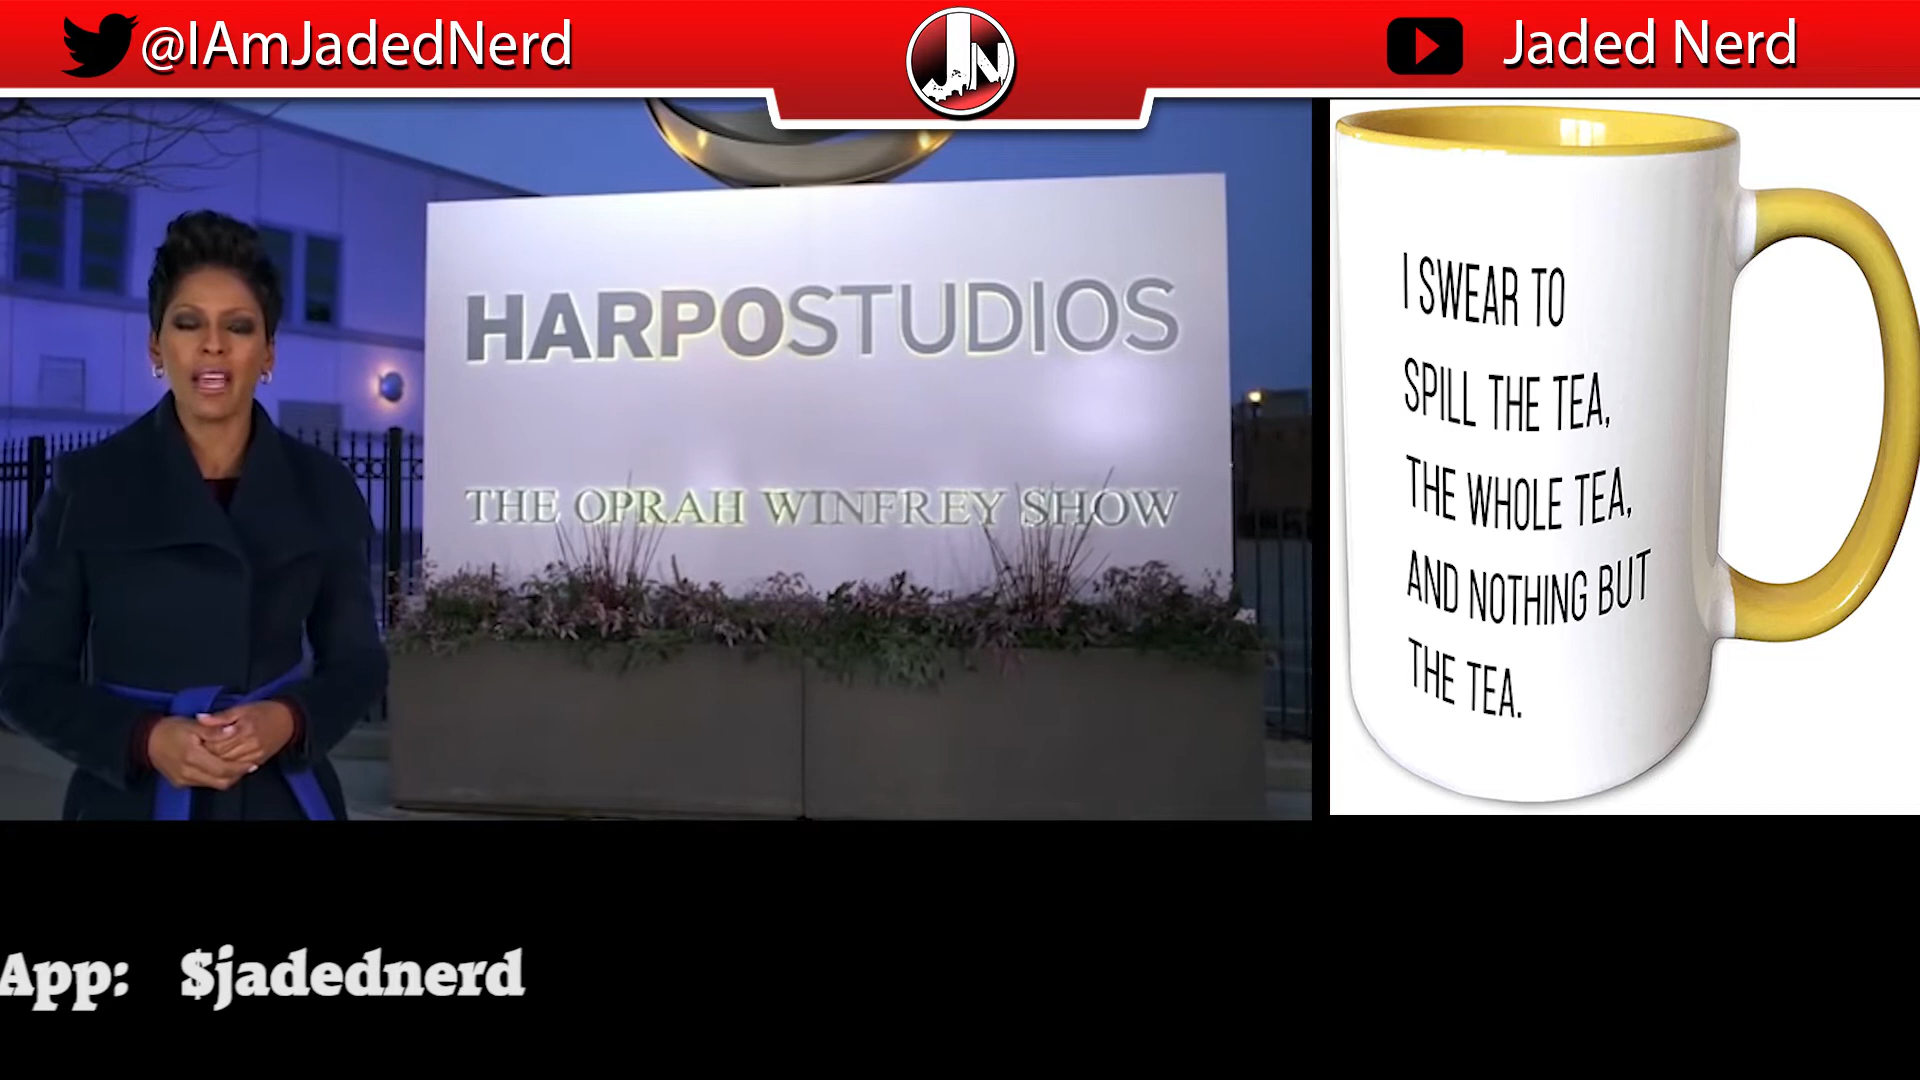 @IAmJadedNerd
JN
Jaded Nerd
HARPOSTUDIOS
THE OPRAH WINFREY SHOW
I SWEAR TO
SPILL THE TEA,
THE WHOLE TEA,
AND NOTHING BUT
THE TEA.
App: $jadednerd